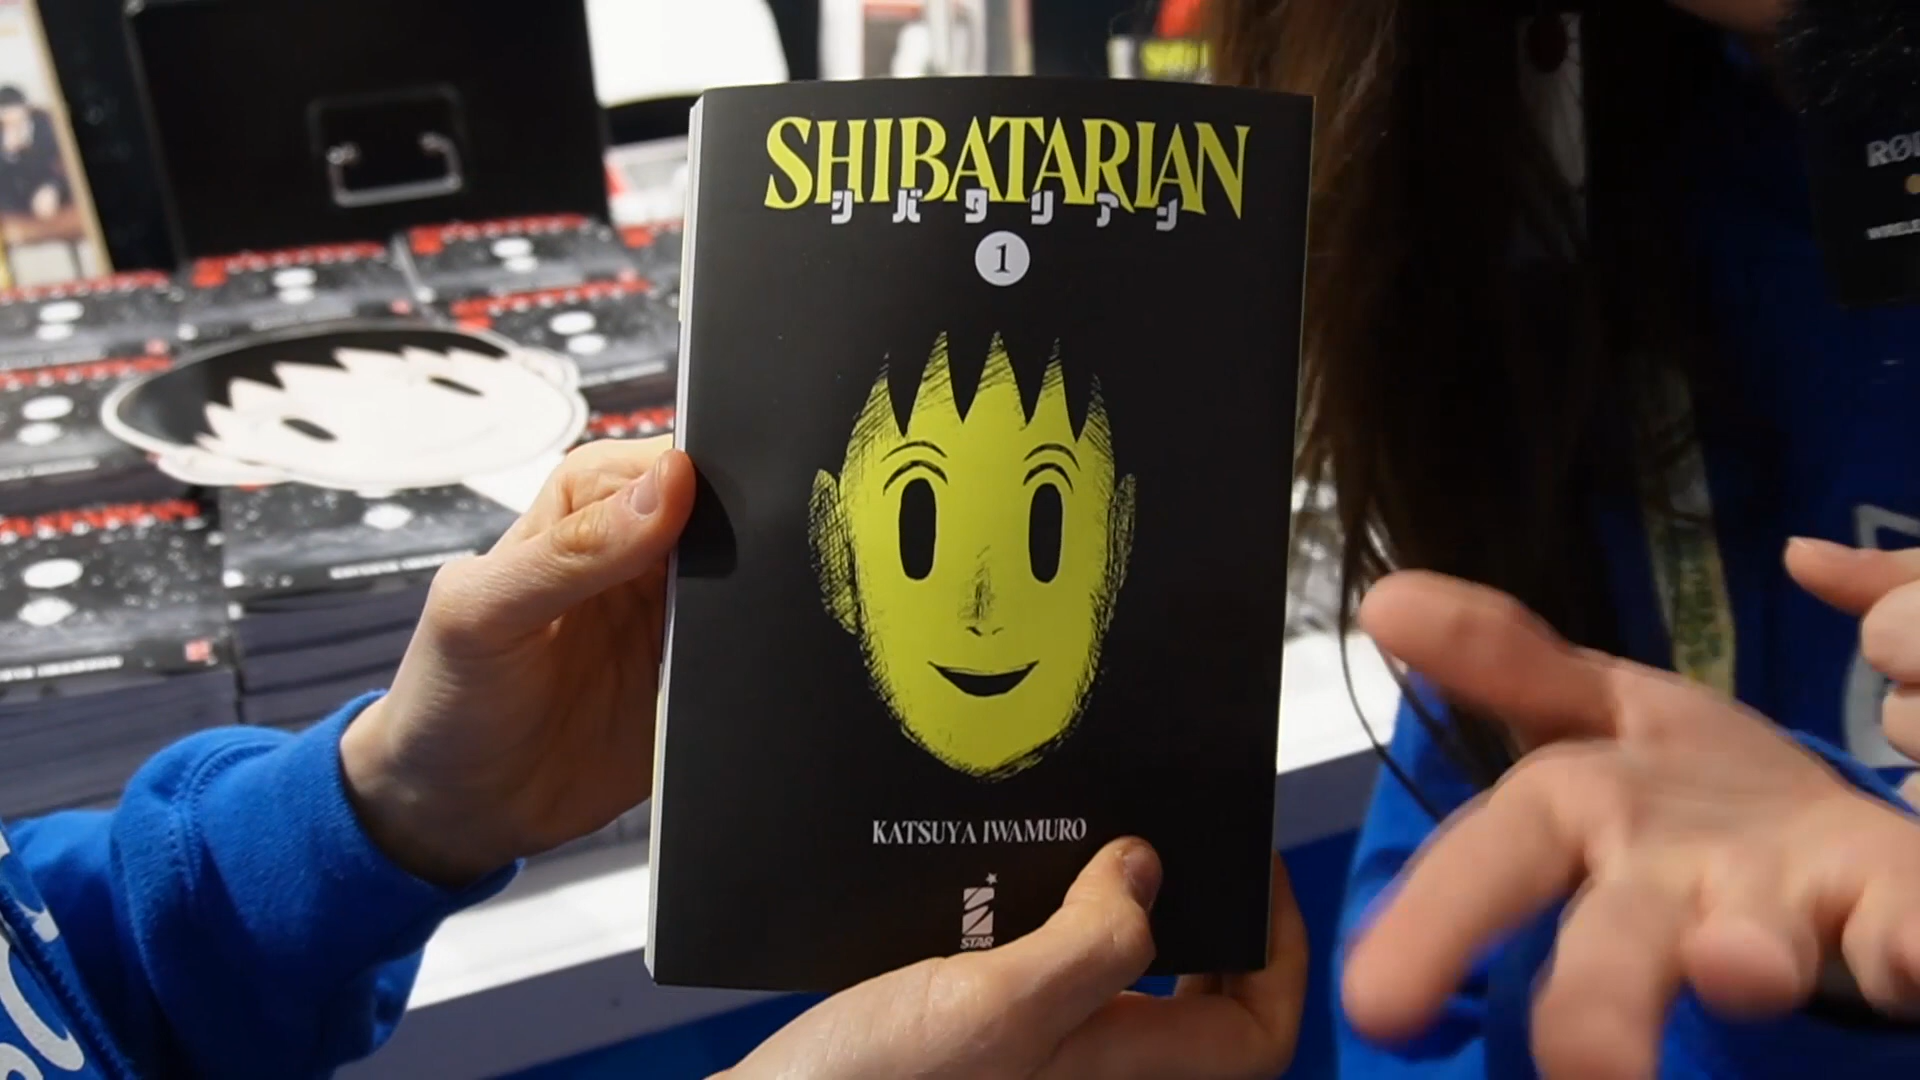 SHIBATARIAN
シバタリアン
1
KATSUYA IWAMURO
STAR